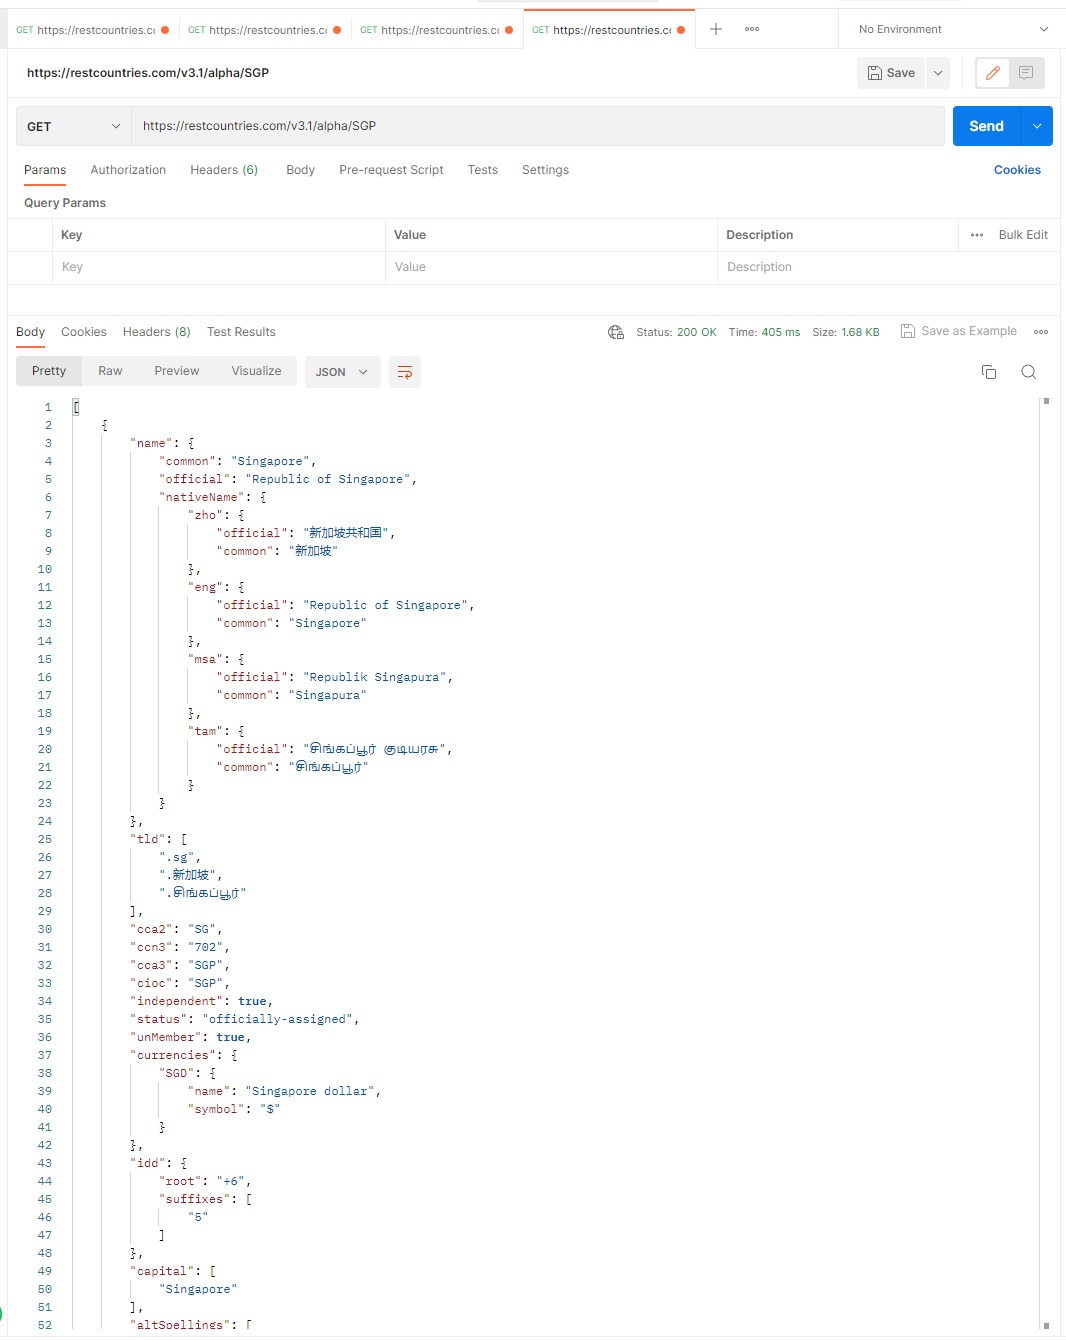 GET https://restcountries.cc GET https://restcountries.cc GET https://restcountries.cc GET https://restcountries.cc No Environment
https://restcountries.com/v3.1/alpha/SGP Save
GET https://restcountries.com/v3.1/alpha/SGP Send
Params Authorization Headers (6) Body Pre-request Script Tests Settings Cookies
Query Params
Key Value Description Bulk Edit
Key Value Description
Body Cookies Headers (8) Test Results Status: 200 OK Time: 405 ms Size: 1.68 KB Save as Example
Pretty Raw Preview Visualize JSON
1 [
2 {
3 "name": {
4 "common": "Singapore",
5 "official": "Republic of Singapore",
6 "nativeName": {
7 "zho": {
8 "official": "新加坡共和国",
9 "common": "新加坡"
10 },
11 "eng": {
12 "official": "Republic of Singapore",
13 "common": "Singapore"
14 },
15 "msa": {
16 "official": "Republik Singapura",
17 "common": "Singapura"
18 },
19 "tam": {
20 "official": "சிங்கப்பூர் குடியரசு",
21 "common": "சிங்கப்பூர்"
22 }
23 }
24 },
25 "tld": [
26 ".sg",
27 ".新加坡",
28 ".சிங்கப்பூர்"
29 ],
30 "cca2": "SG",
31 "ccn3": "702",
32 "cca3": "SGP",
33 "cioc": "SGP",
34 "independent": true,
35 "status": "officially-assigned",
36 "unMember": true,
37 "currencies": {
38 "SGD": {
39 "name": "Singapore dollar",
40 "symbol": "$"
41 }
42 },
43 "idd": {
44 "root": "+6",
45 "suffixes": [
46 "5"
47 ]
48 },
49 "capital": [
50 "Singapore"
51 ],
52 "altSpellings": [